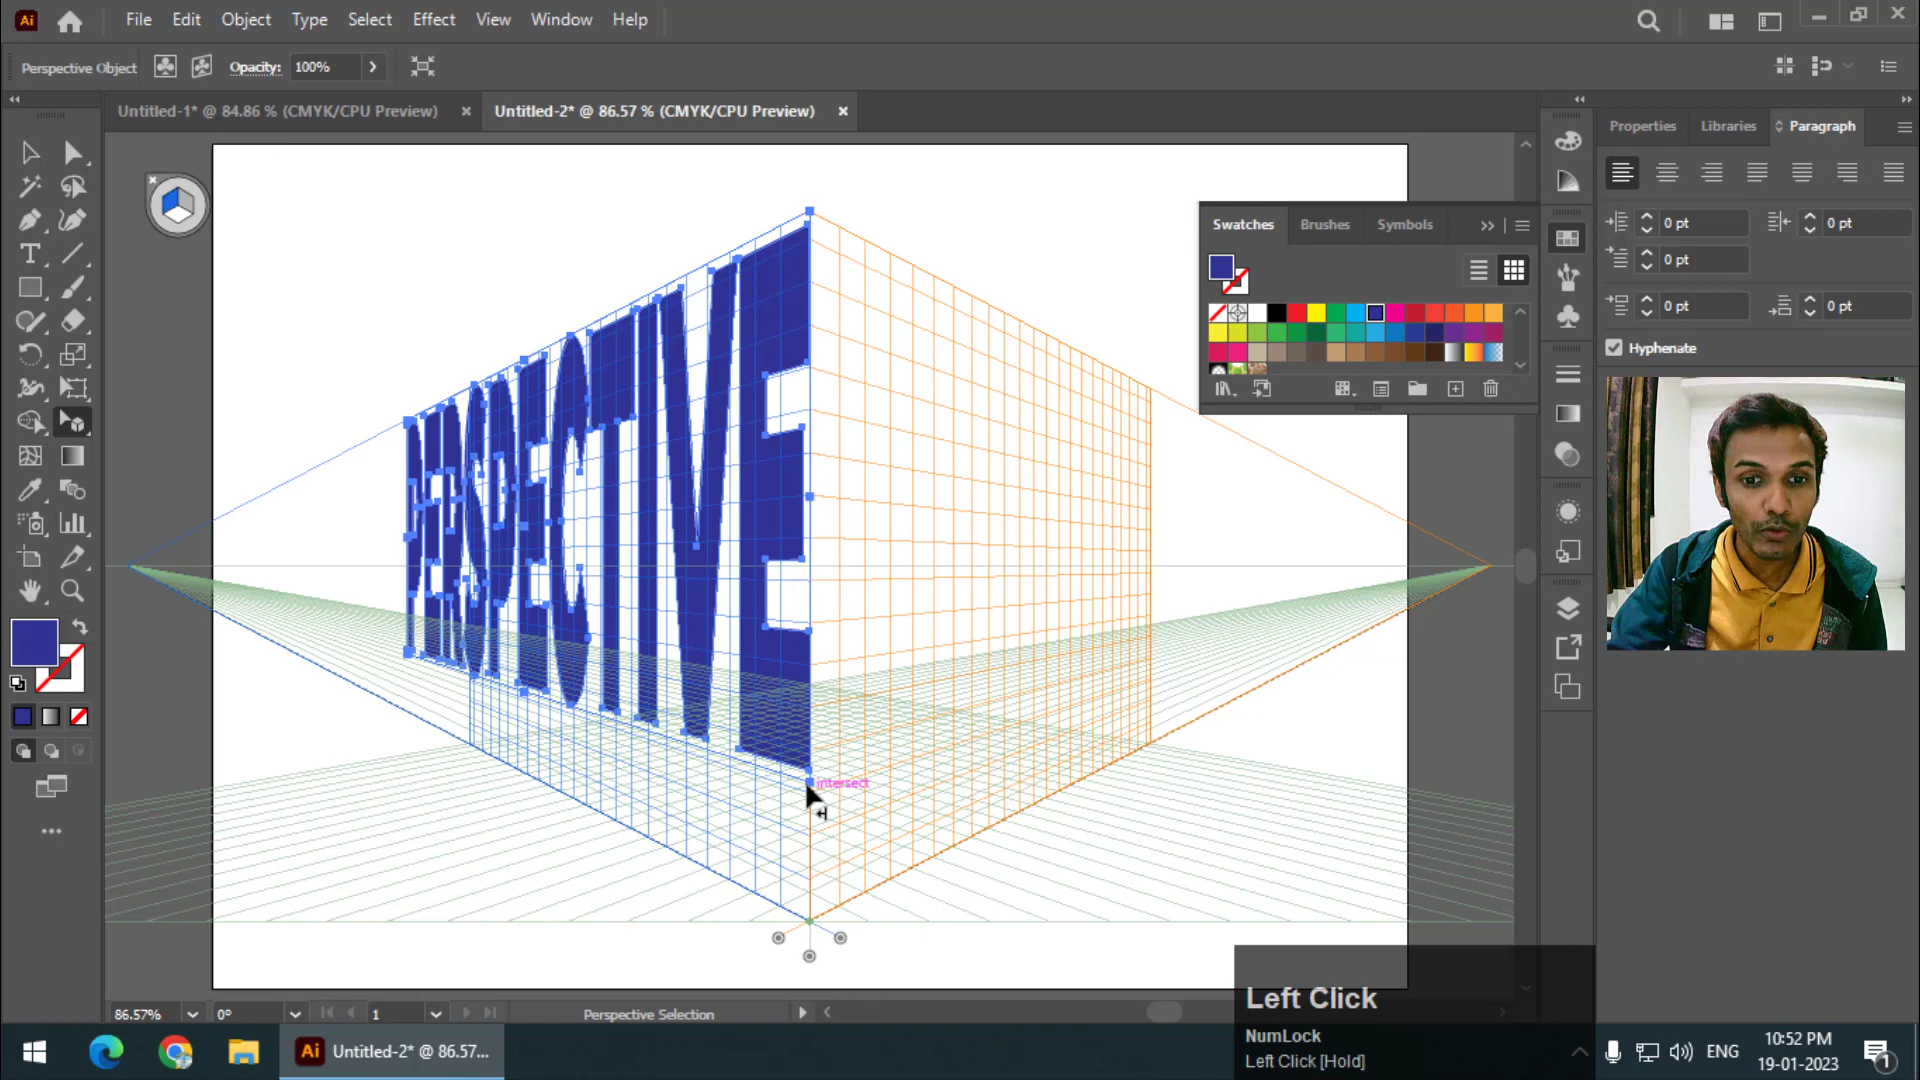 Ai File Edit Object Type Select Effect View Window Help
Perspective Object Opacity: 100%
Untitled-1* @ 84.86 % (CMYK/CPU Preview) Untitled-2* @ 86.57 % (CMYK/CPU Preview)
Properties Libraries Paragraph
Swatches Brushes Symbols
0 pt 0 pt
0 pt
0 pt 0 pt
Hyphenate
PERSPECTIVE
intersect
Left Click
NumLock
Left Click [Hold]
86.57% 0° 1 Perspective Selection
Ai Untitled-2* @ 86.57...
ENG
10:52 PM
19-01-2023
1